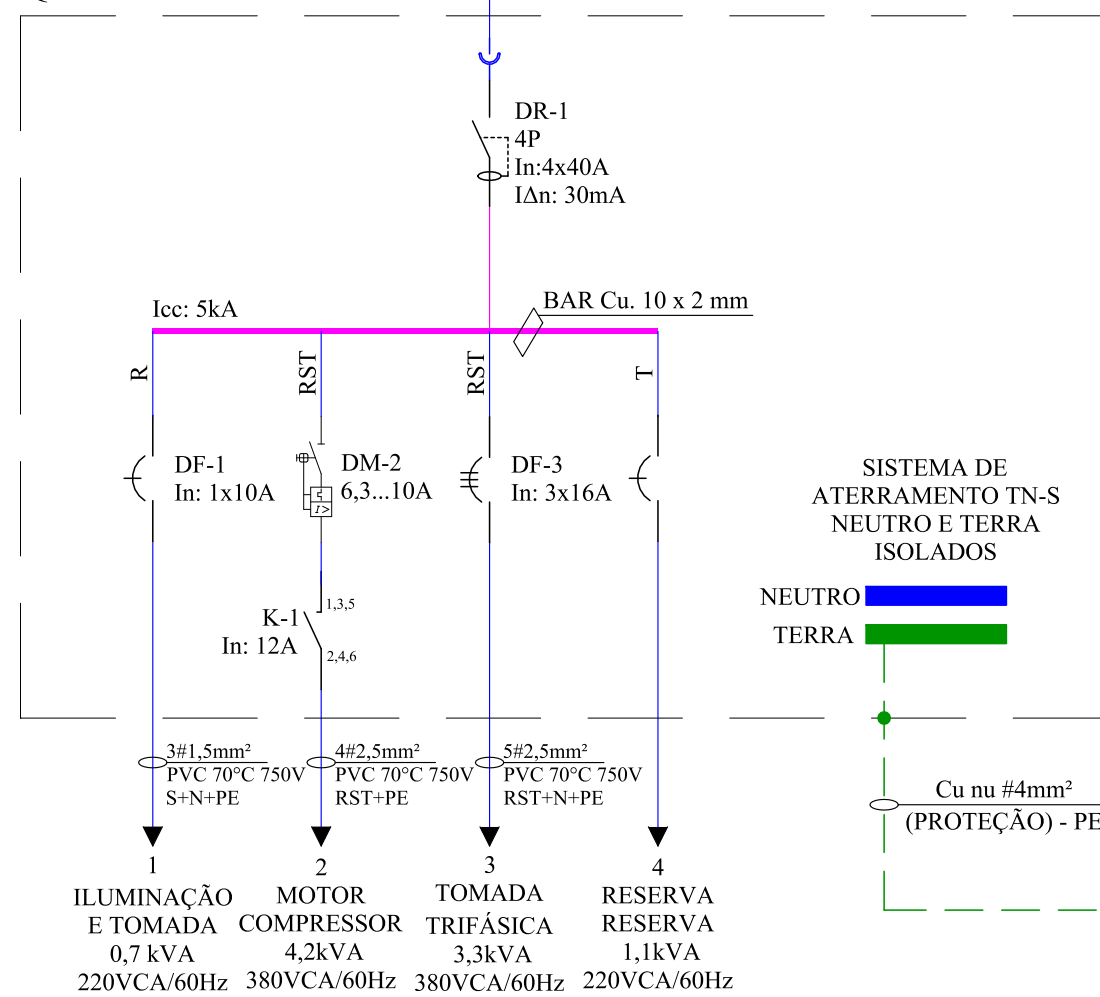 DR-1
4P
In:4x40A
IΔn: 30mA
Icc: 5kA
BAR Cu. 10 x 2 mm
R
RST
RST
T
DF-1
In: 1x10A
DM-2
6,3...10A
I>
DF-3
In: 3x16A
K-1
In: 12A
1,3,5
2,4,6
SISTEMA DE
ATERRAMENTO TN-S
NEUTRO E TERRA
ISOLADOS
NEUTRO
TERRA
3#1,5mm²
PVC 70°C 750V
S+N+PE
4#2,5mm²
PVC 70°C 750V
RST+PE
5#2,5mm²
PVC 70°C 750V
RST+N+PE
Cu nu #4mm²
(PROTEÇÃO) - PE
1
ILUMINAÇÃO
E TOMADA
0,7 kVA
220VCA/60Hz
2
MOTOR
COMPRESSOR
4,2kVA
380VCA/60Hz
3
TOMADA
TRIFÁSICA
3,3kVA
380VCA/60Hz
4
RESERVA
RESERVA
1,1kVA
220VCA/60Hz